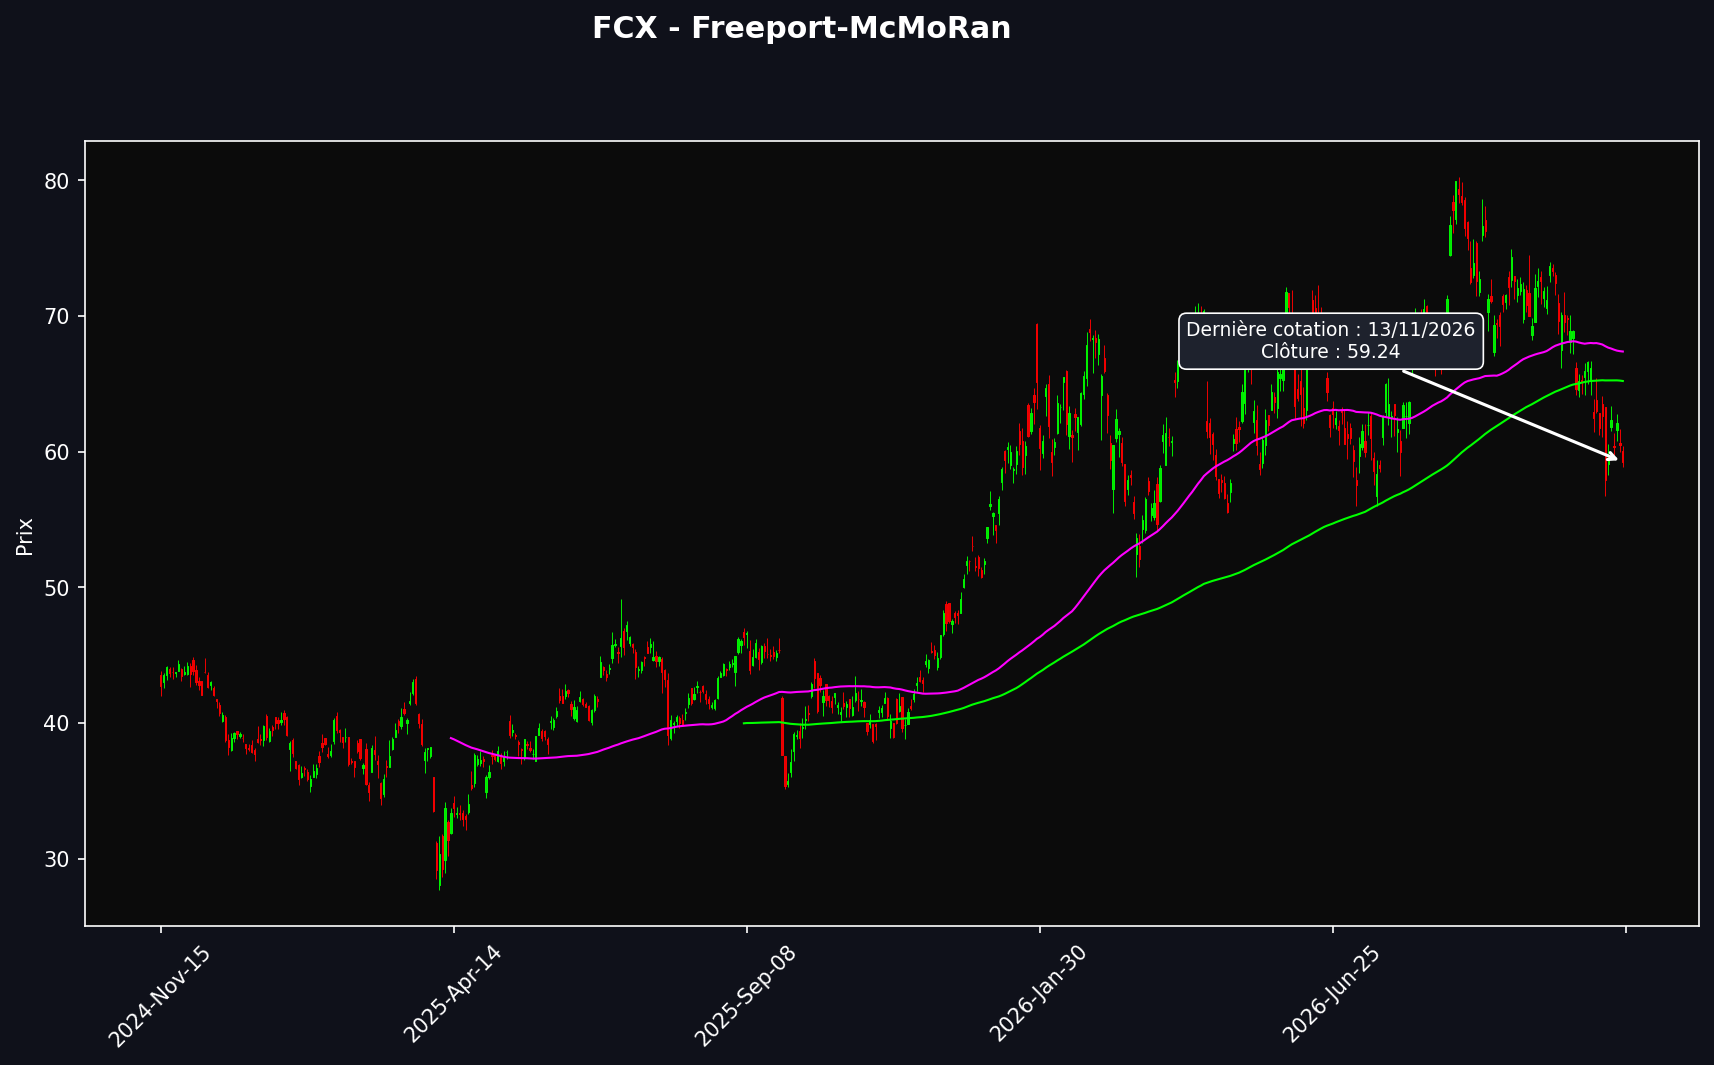 FCX - Freeport-McMoRan
80
70
60
50
40
30
Prix
Dernière cotation : 13/11/2026
Clôture : 59.24
2024-Nov-15
2025-Apr-14
2025-Sep-08
2026-Jan-30
2026-Jun-25